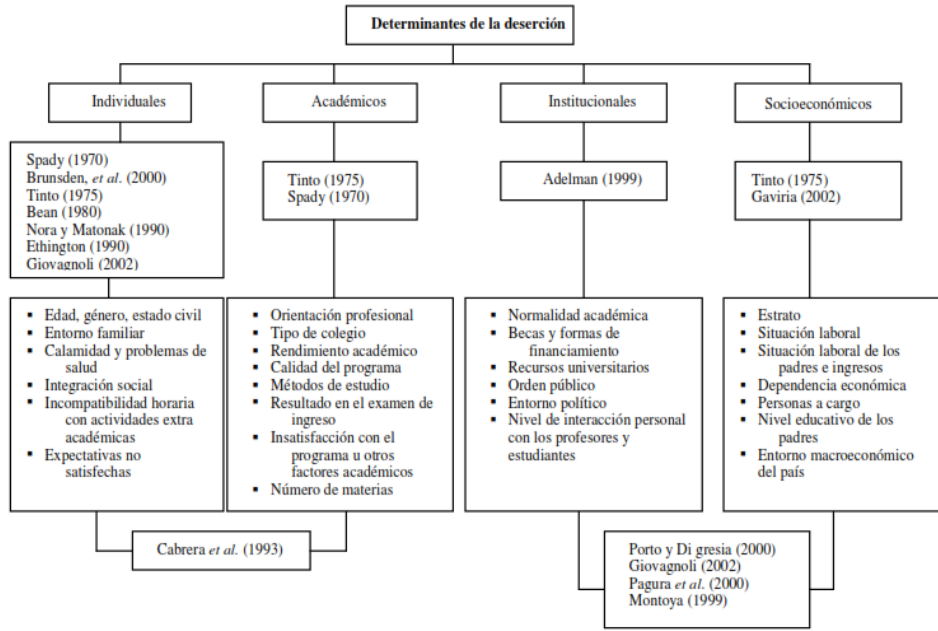 Determinantes de la deserción
Individuales
Académicos
Institucionales
Socioeconómicos
Spady (1970)
Brunsden, et al. (2000)
Tinto (1975)
Bean (1980)
Nora y Matonak (1990)
Ethington (1990)
Giovagnoli (2002)
Tinto (1975)
Spady (1970)
Adelman (1999)
Tinto (1975)
Gaviria (2002)
▪ Edad, género, estado civil
▪ Entorno familiar
▪ Calamidad y problemas de
salud
▪ Integración social
▪ Incompatibilidad horaria
con actividades extra
académicas
▪ Expectativas no
satisfechas
▪ Orientación profesional
▪ Tipo de colegio
▪ Rendimiento académico
▪ Calidad del programa
▪ Métodos de estudio
▪ Resultado en el examen de
ingreso
▪ Insatisfacción con el
programa u otros
factores académicos
▪ Número de materias
▪ Normalidad académica
▪ Becas y formas de
financiamiento
▪ Recursos universitarios
▪ Orden público
▪ Entorno político
▪ Nivel de interacción personal
con los profesores y
estudiantes
▪ Estrato
▪ Situación laboral
▪ Situación laboral de los
padres e ingresos
▪ Dependencia económica
▪ Personas a cargo
▪ Nivel educativo de los
padres
▪ Entorno macroeconómico
del país
Cabrera et al. (1993)
Porto y Di gresia (2000)
Giovagnoli (2002)
Pagura et al. (2000)
Montoya (1999)